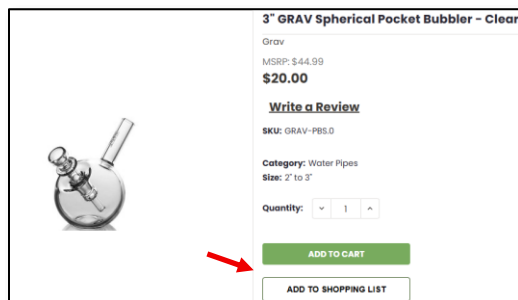 3" GRAV Spherical Pocket Bubbler - Clear
Grav
MSRP: $44.99
$20.00
Write a Review
SKU: GRAV-PBS.0
Category: Water Pipes
Size: 2" to 3"
Quantity: 1
ADD TO CART
ADD TO SHOPPING LIST